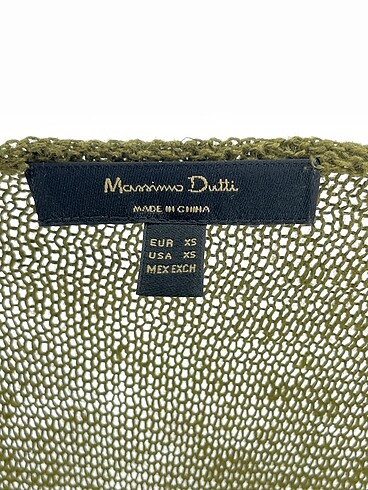 Massimo Dutti
MADE IN CHINA
EUR XS
USA XS
MEX EXCH